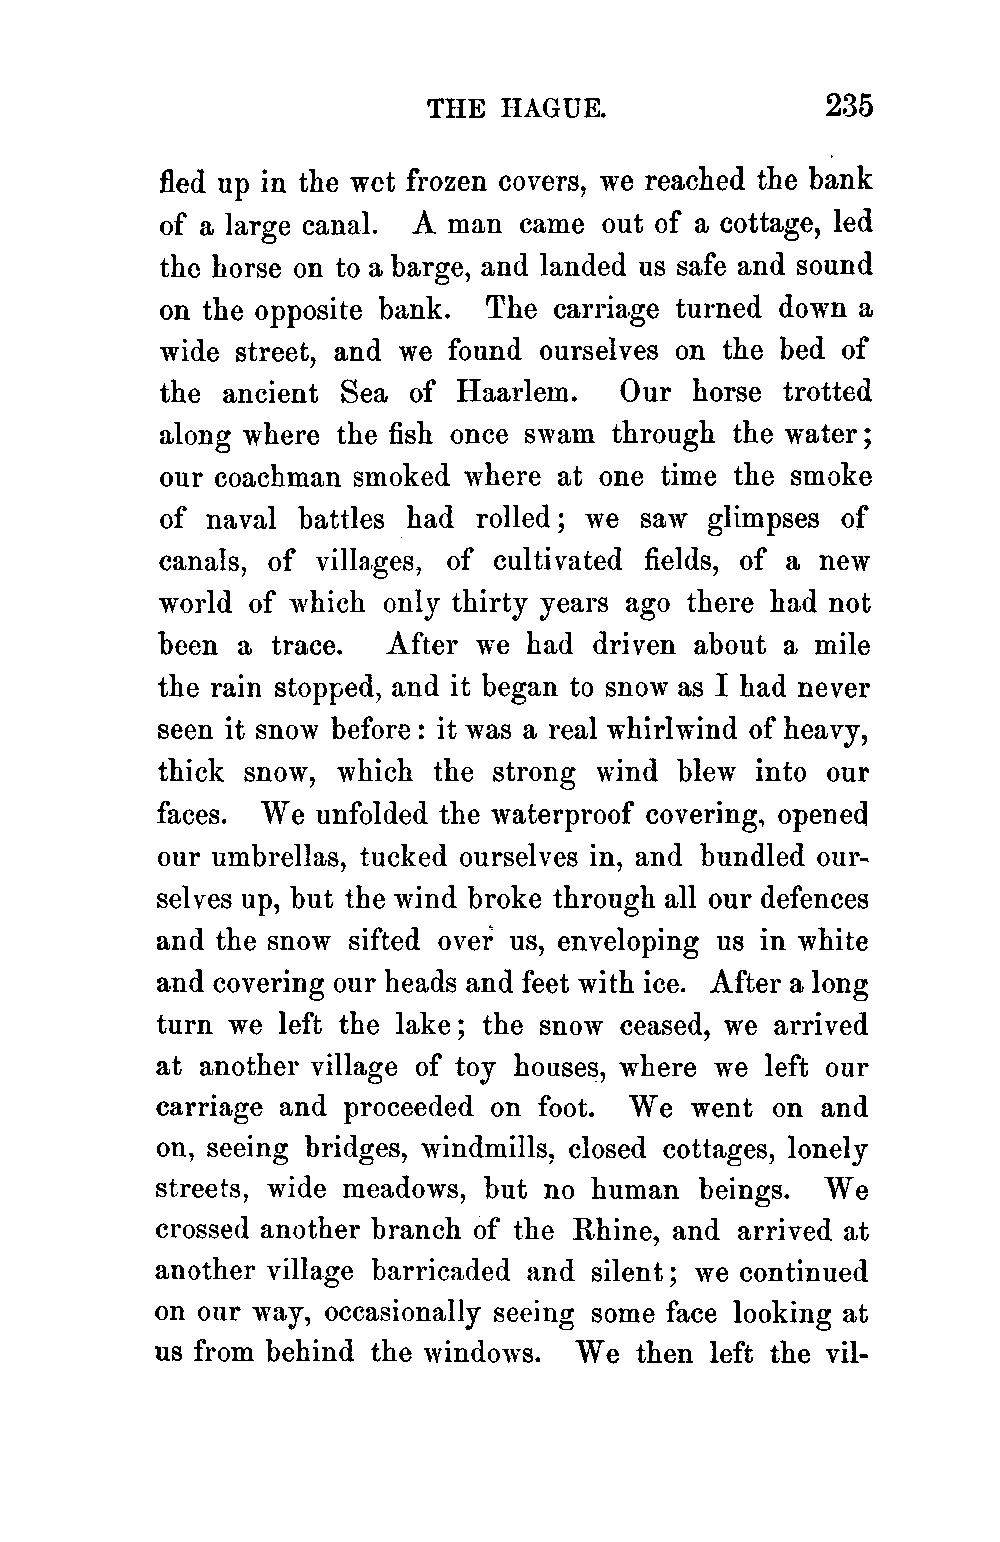 THE HAGUE. 235
fled up in the wet frozen covers, we reached the bank
of a large canal. A man came out of a cottage, led
the horse on to a barge, and landed us safe and sound
on the opposite bank. The carriage turned down a
wide street, and we found ourselves on the bed of
the ancient Sea of Haarlem. Our horse trotted
along where the fish once swam through the water;
our coachman smoked where at one time the smoke
of naval battles had rolled; we saw glimpses of
canals, of villages, of cultivated fields, of a new
world of which only thirty years ago there had not
been a trace. After we had driven about a mile
the rain stopped, and it began to snow as I had never
seen it snow before: it was a real whirlwind of heavy,
thick snow, which the strong wind blew into our
faces. We unfolded the waterproof covering, opened
our umbrellas, tucked ourselves in, and bundled our-
selves up, but the wind broke through all our defences
and the snow sifted over us, enveloping us in white
and covering our heads and feet with ice. After a long
turn we left the lake; the snow ceased, we arrived
at another village of toy houses, where we left our
carriage and proceeded on foot. We went on and
on, seeing bridges, windmills, closed cottages, lonely
streets, wide meadows, but no human beings. We
crossed another branch of the Rhine, and arrived at
another village barricaded and silent; we continued
on our way, occasionally seeing some face looking at
us from behind the windows. We then left the vil-